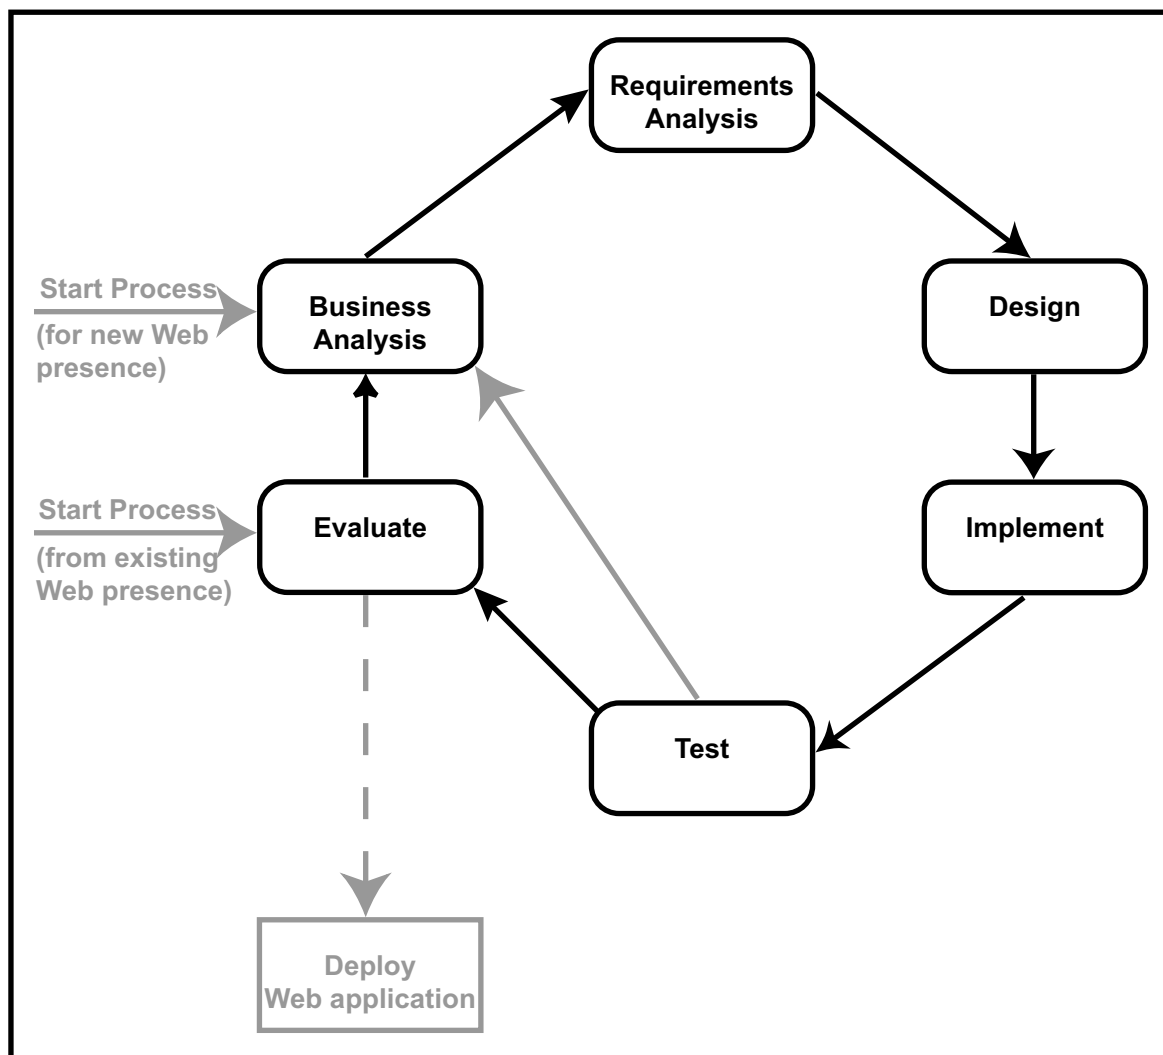 Requirements
Analysis
Start Process
(for new Web
presence)
Business
Analysis
Design
Start Process
(from existing
Web presence)
Evaluate
Implement
Test
Deploy
Web application